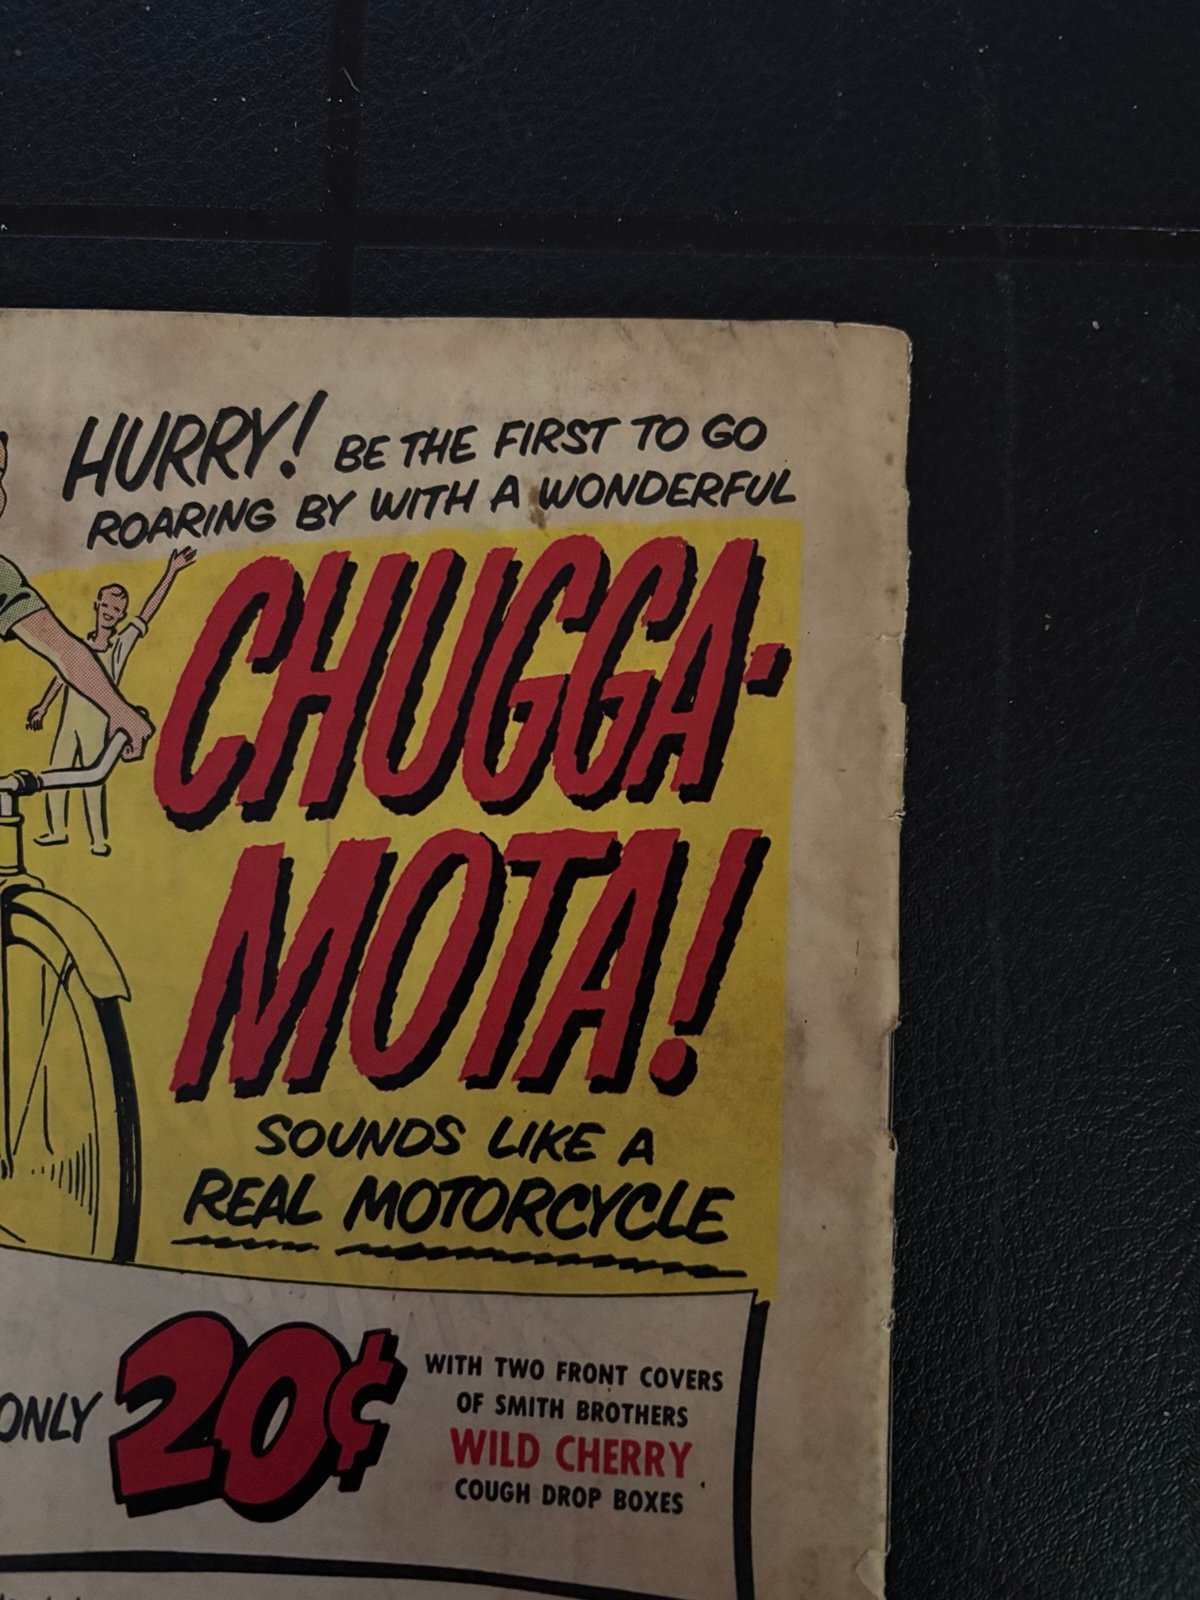 HURRY! BE THE FIRST TO GO
ROARING BY WITH A WONDERFUL
CHUGGA-
MOTA!
SOUNDS LIKE A
REAL MOTORCYCLE
ONLY 20¢
WITH TWO FRONT COVERS
OF SMITH BROTHERS
WILD CHERRY
COUGH DROP BOXES